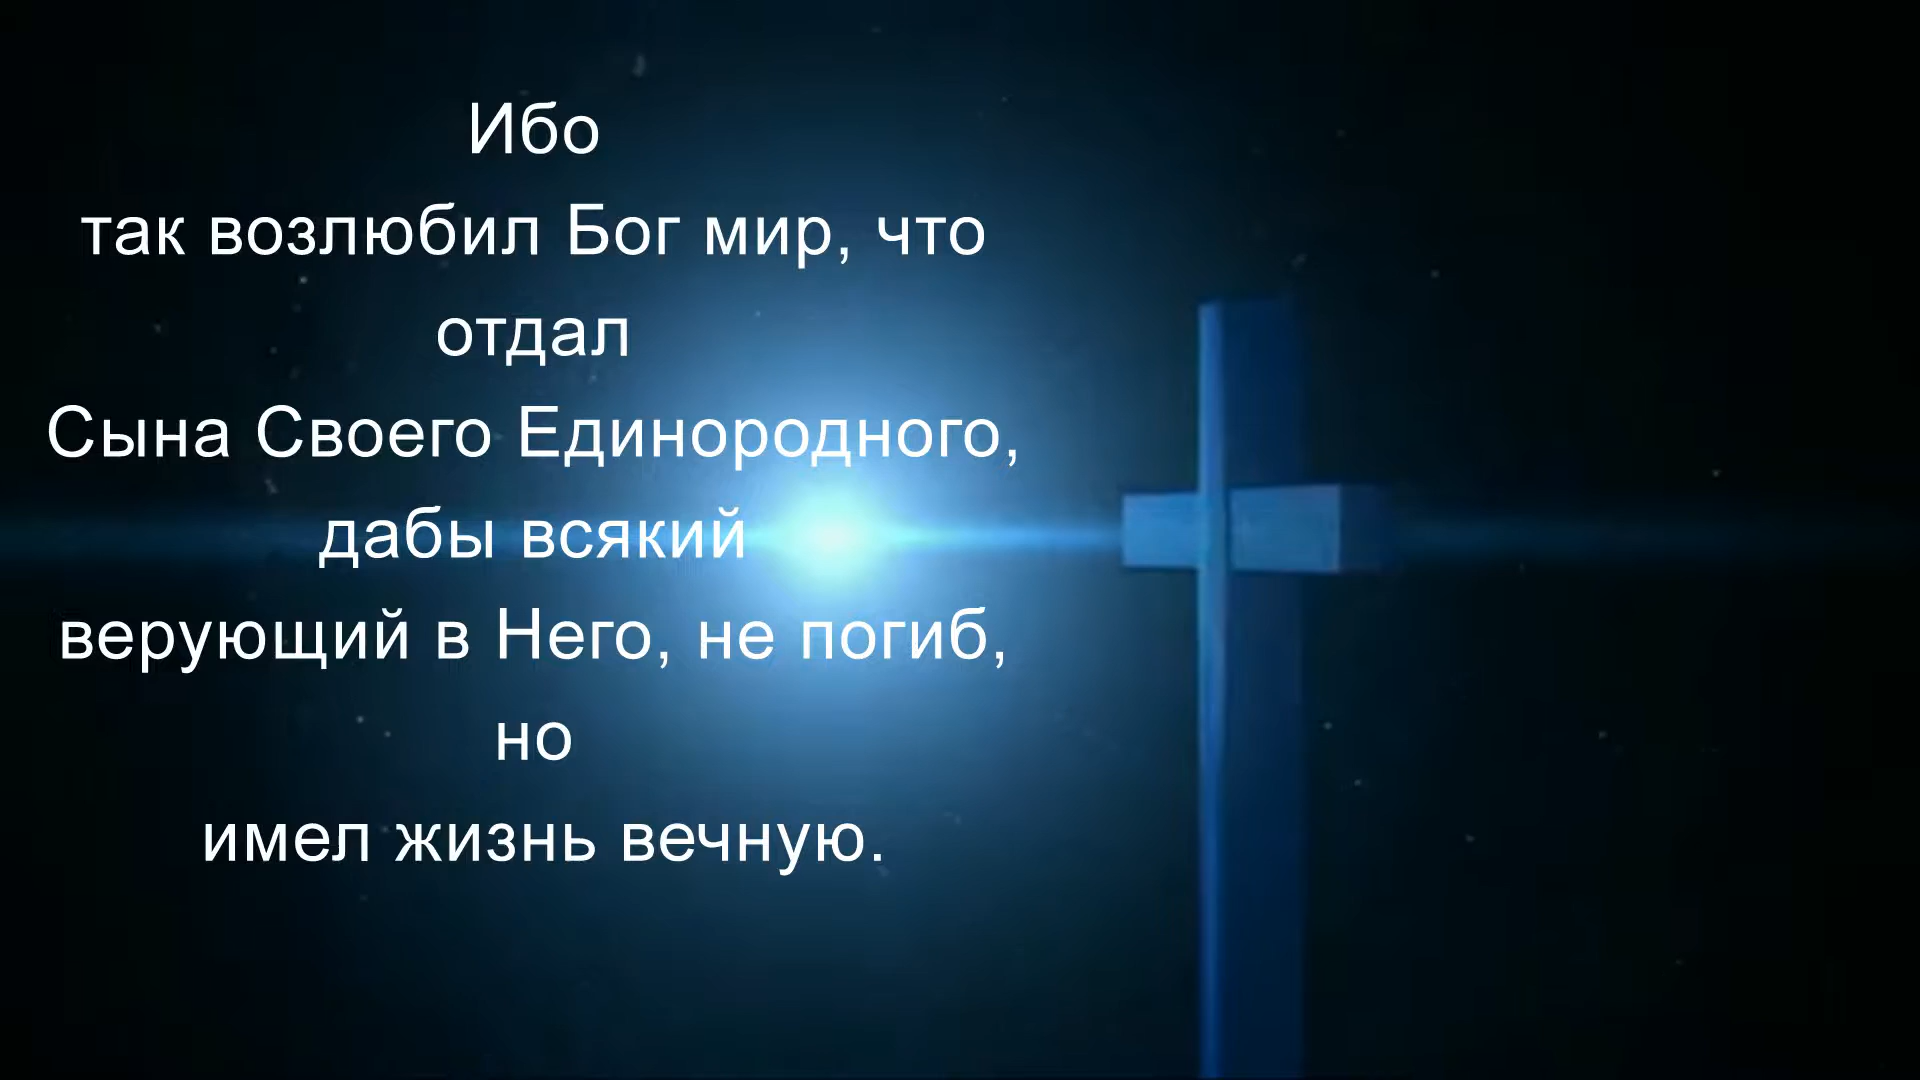 Ибо
так возлюбил Бог мир, что
отдал
Сына Своего Единородного,
дабы всякий
верующий в Него, не погиб,
но
имел жизнь вечную.